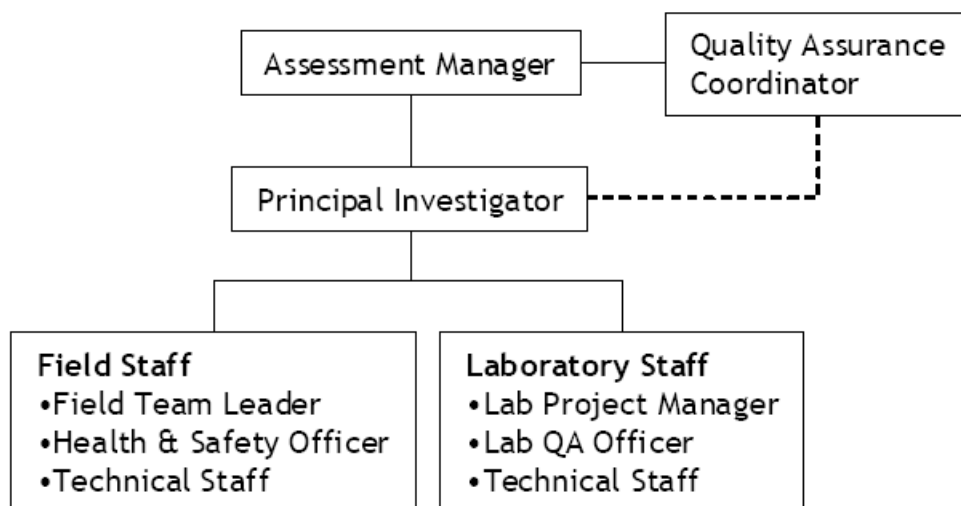 Assessment Manager
Quality Assurance
Coordinator
Principal Investigator
Field Staff
•Field Team Leader
•Health & Safety Officer
•Technical Staff
Laboratory Staff
•Lab Project Manager
•Lab QA Officer
•Technical Staff